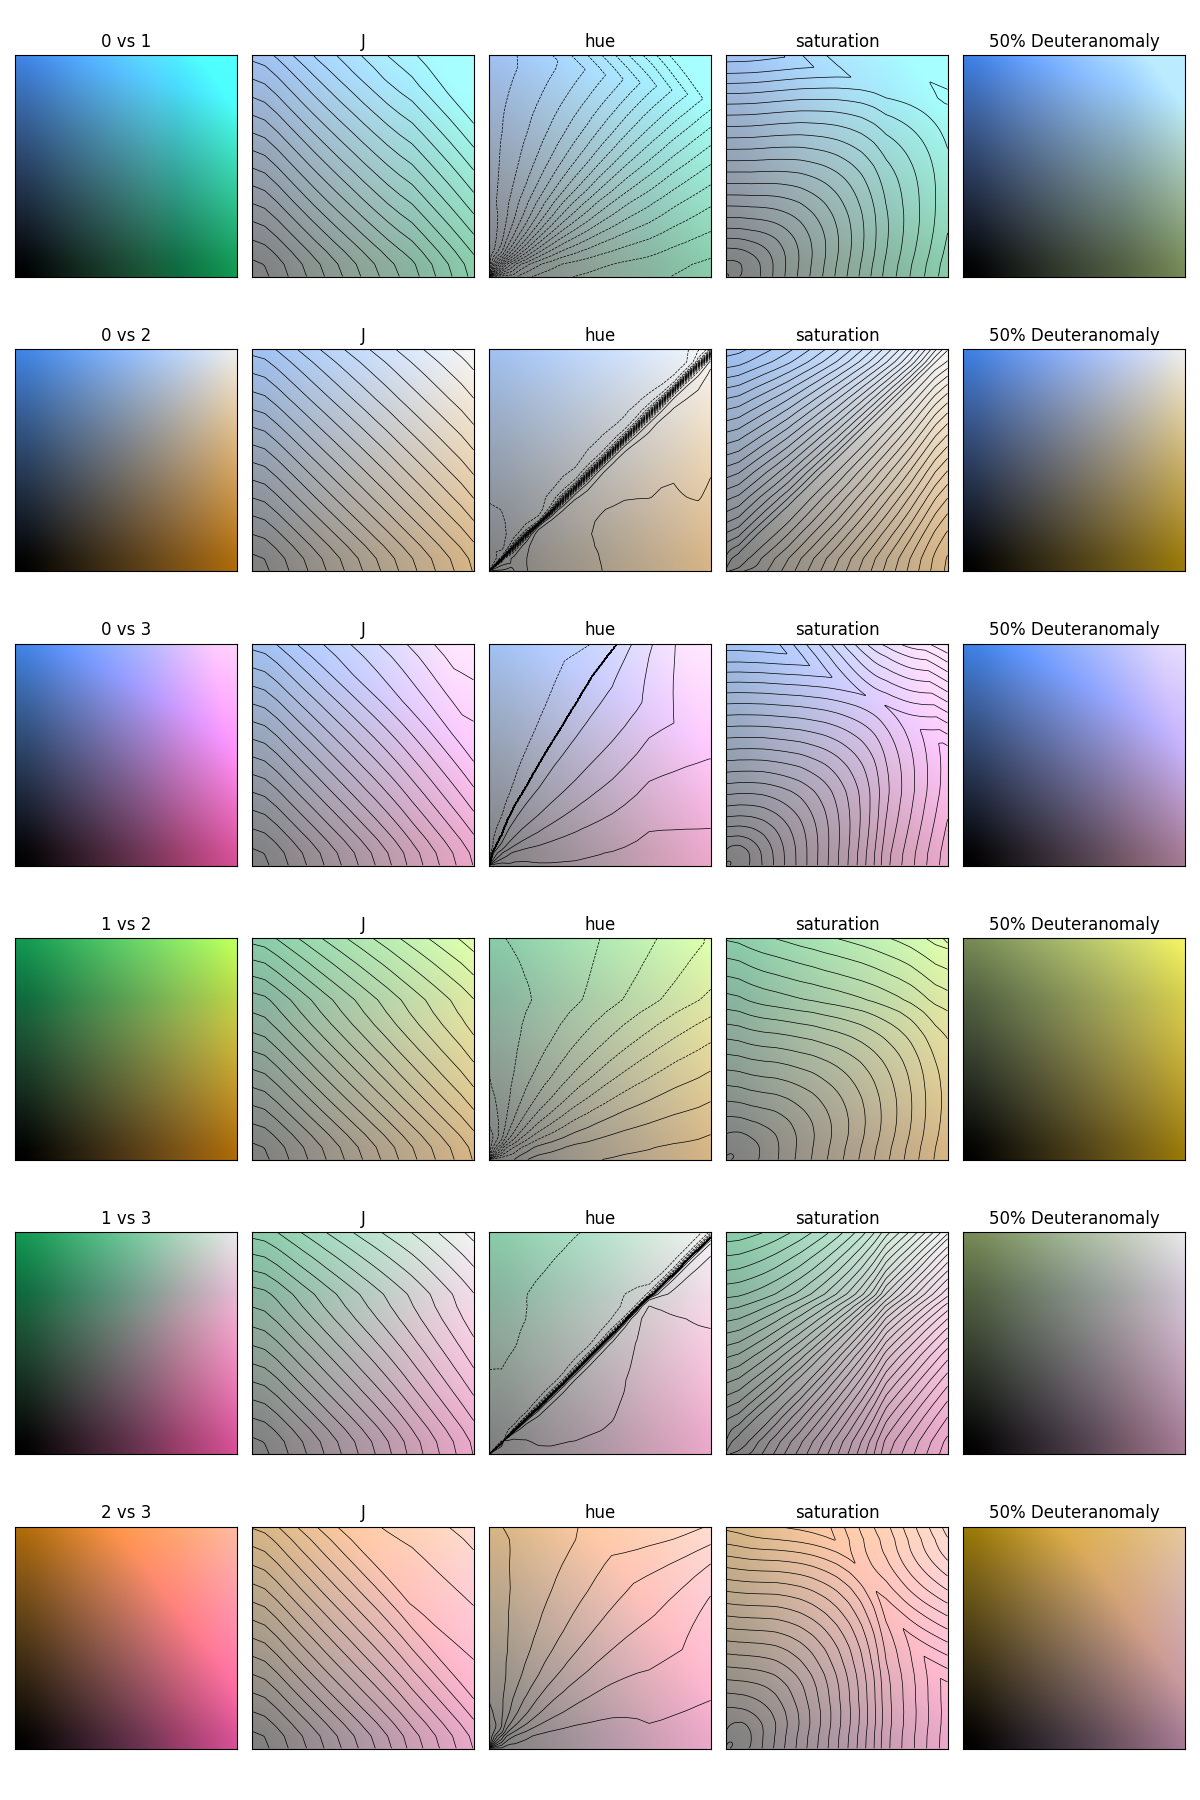 0 vs 1 J hue saturation 50% Deuteranomaly
0 vs 2 J hue saturation 50% Deuteranomaly
0 vs 3 J hue saturation 50% Deuteranomaly
1 vs 2 J hue saturation 50% Deuteranomaly
1 vs 3 J hue saturation 50% Deuteranomaly
2 vs 3 J hue saturation 50% Deuteranomaly